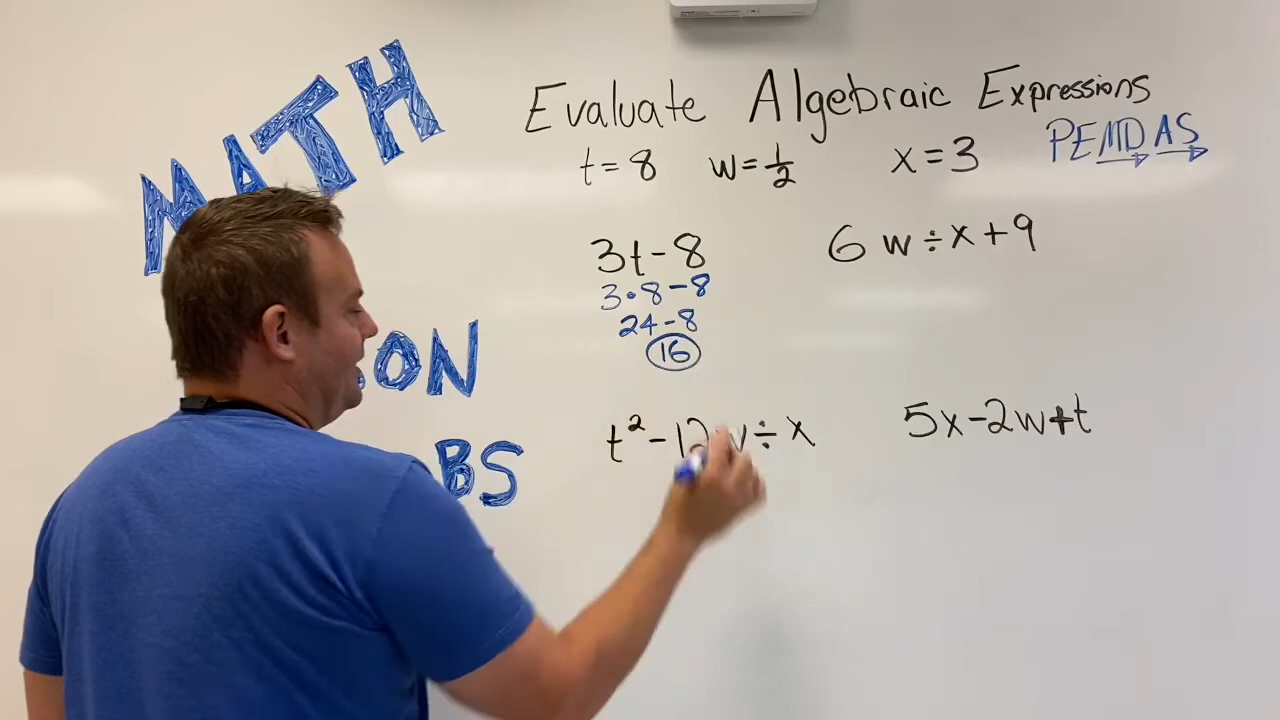 MATH
ON
BS
Evaluate Algebraic Expressions
t=8 w=1/2 x=3 PEMDAS
3t-8
3•8-8
24-8
16
6w÷x+9
t²-12w÷x
5x-2w+t